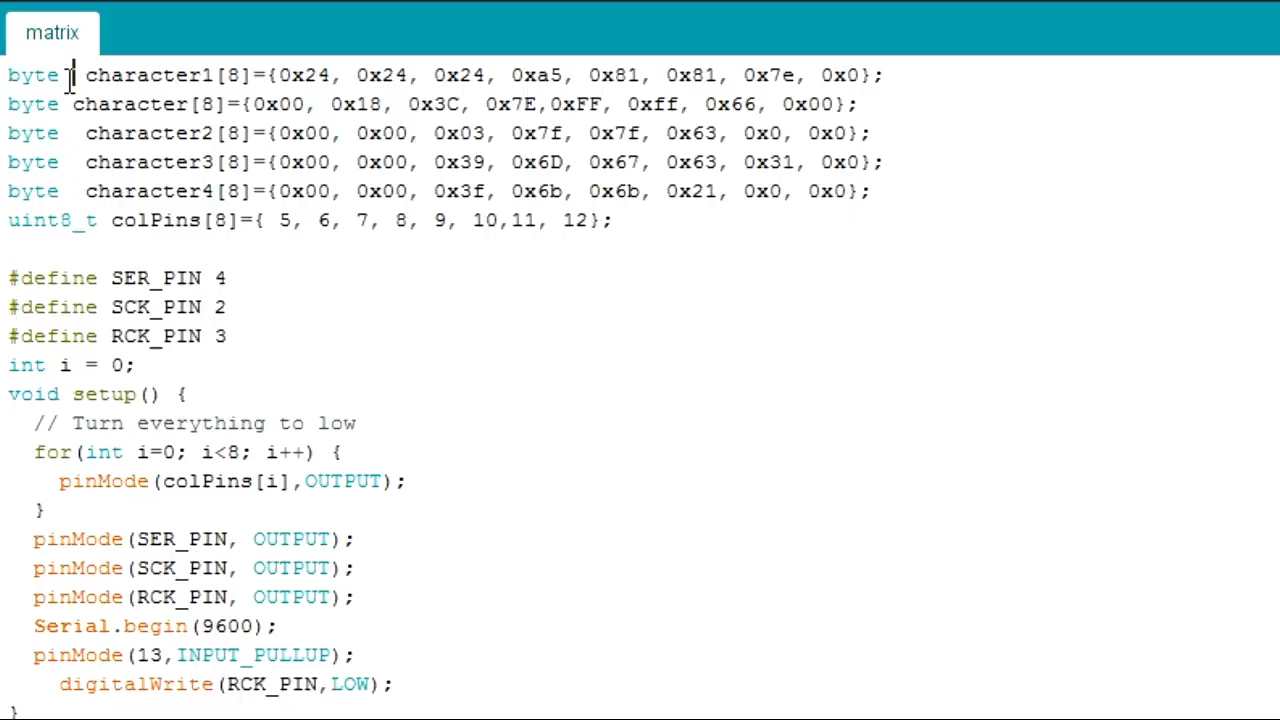 matrix
byte  character1[8]={0x24, 0x24, 0x24, 0xa5, 0x81, 0x81, 0x7e, 0x0};
byte character[8]={0x00, 0x18, 0x3C, 0x7E,0xFF, 0xff, 0x66, 0x00};
byte  character2[8]={0x00, 0x00, 0x03, 0x7f, 0x7f, 0x63, 0x0, 0x0};
byte  character3[8]={0x00, 0x00, 0x39, 0x6D, 0x67, 0x63, 0x31, 0x0};
byte  character4[8]={0x00, 0x00, 0x3f, 0x6b, 0x6b, 0x21, 0x0, 0x0};
uint8_t colPins[8]={ 5, 6, 7, 8, 9, 10,11, 12};
#define SER_PIN 4
#define SCK_PIN 2
#define RCK_PIN 3
int i = 0;
void setup() {
  // Turn everything to low
  for(int i=0; i<8; i++) {
    pinMode(colPins[i],OUTPUT);
  }
  pinMode(SER_PIN, OUTPUT);
  pinMode(SCK_PIN, OUTPUT);
  pinMode(RCK_PIN, OUTPUT);
  Serial.begin(9600);
  pinMode(13,INPUT_PULLUP);
    digitalWrite(RCK_PIN,LOW);
}